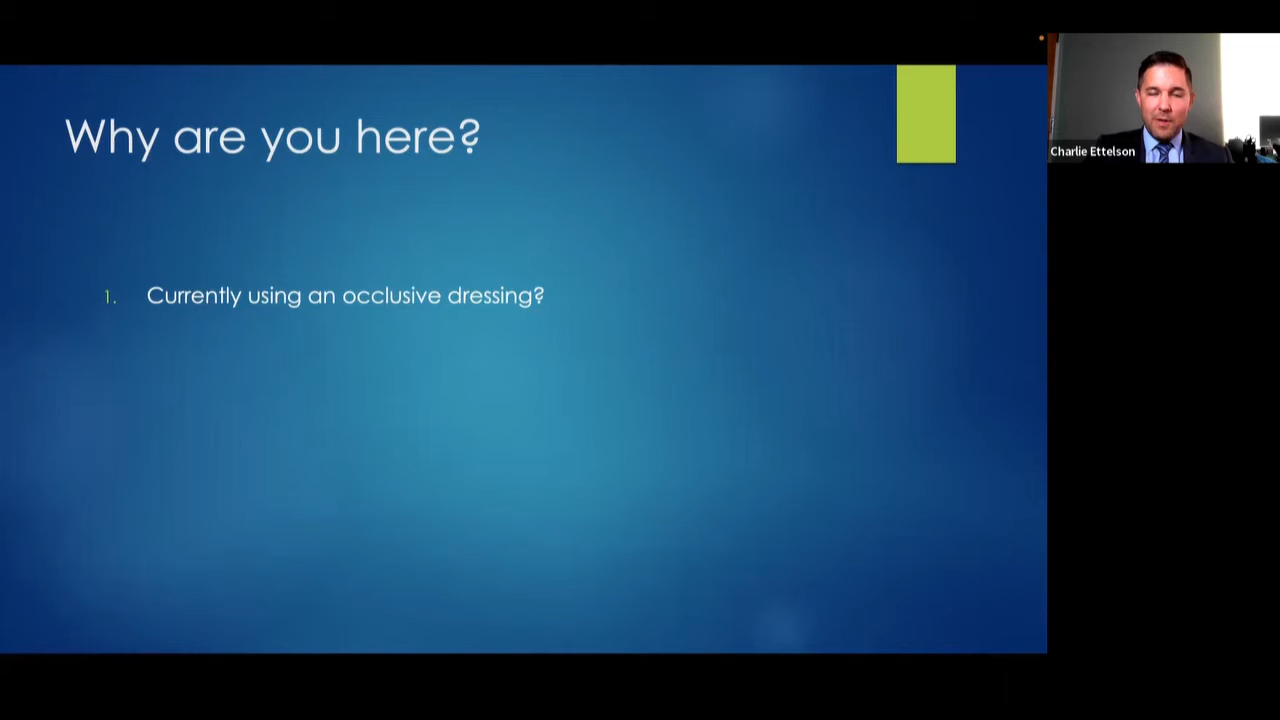 Why are you here?
1. Currently using an occlusive dressing?
Charlie Ettelson